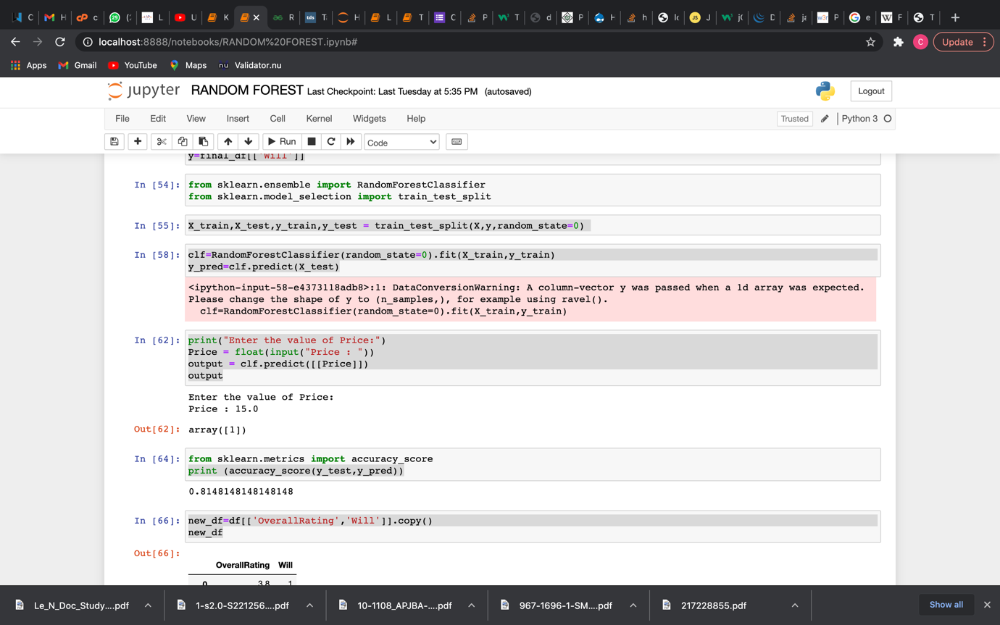 localhost:8888/notebooks/RANDOM%20FOREST.ipynb#
C
Update
Apps
Gmail
YouTube
Maps
nu
Validator.nu
jupyter
RANDOM FOREST
Last Checkpoint: Last Tuesday at 5:35 PM (autosaved)
Logout
File Edit View Insert Cell Kernel Widgets Help
Trusted
Python 3
Run
Code
y=final_df[['Will']]
In [54]:
from sklearn.ensemble import RandomForestClassifier
from sklearn.model_selection import train_test_split
In [55]:
X_train,X_test,y_train,y_test = train_test_split(X,y,random_state=0)
In [58]:
clf=RandomForestClassifier(random_state=0).fit(X_train,y_train)
y_pred=clf.predict(X_test)
<ipython-input-58-e4373118adb8>:1: DataConversionWarning: A column-vector y was passed when a 1d array was expected.
Please change the shape of y to (n_samples,), for example using ravel().
clf=RandomForestClassifier(random_state=0).fit(X_train,y_train)
In [62]:
print("Enter the value of Price:")
Price = float(input("Price : "))
output = clf.predict([[Price]])
output
Enter the value of Price:
Price : 15.0
Out[62]:
array([1])
In [64]:
from sklearn.metrics import accuracy_score
print (accuracy_score(y_test,y_pred))
0.8148148148148148
In [66]:
new_df=df[['OverallRating','Will']].copy()
new_df
Out[66]:
OverallRating Will
0 3.8 1
Le_N_Doc_Study....pdf
1-s2.0-S221256....pdf
10-1108_APJBA-....pdf
967-1696-1-SM....pdf
217228855.pdf
Show all